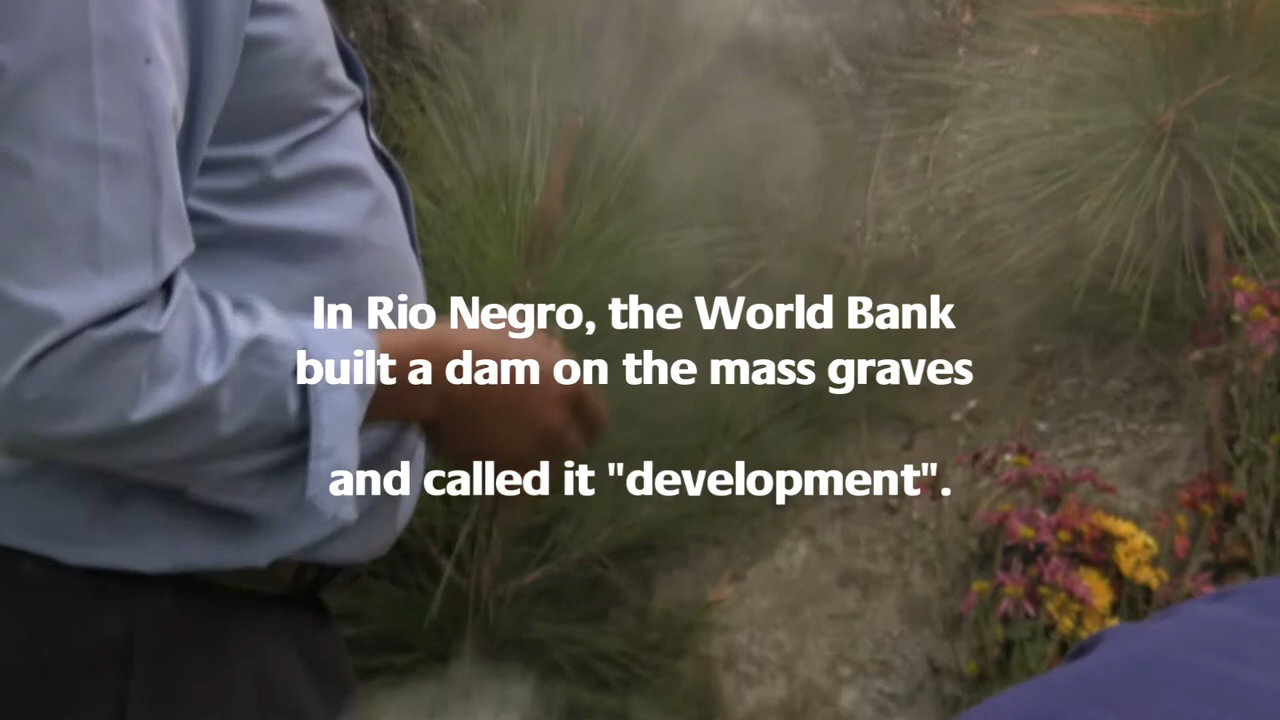 In Rio Negro, the World Bank
built a dam on the mass graves
and called it "development".